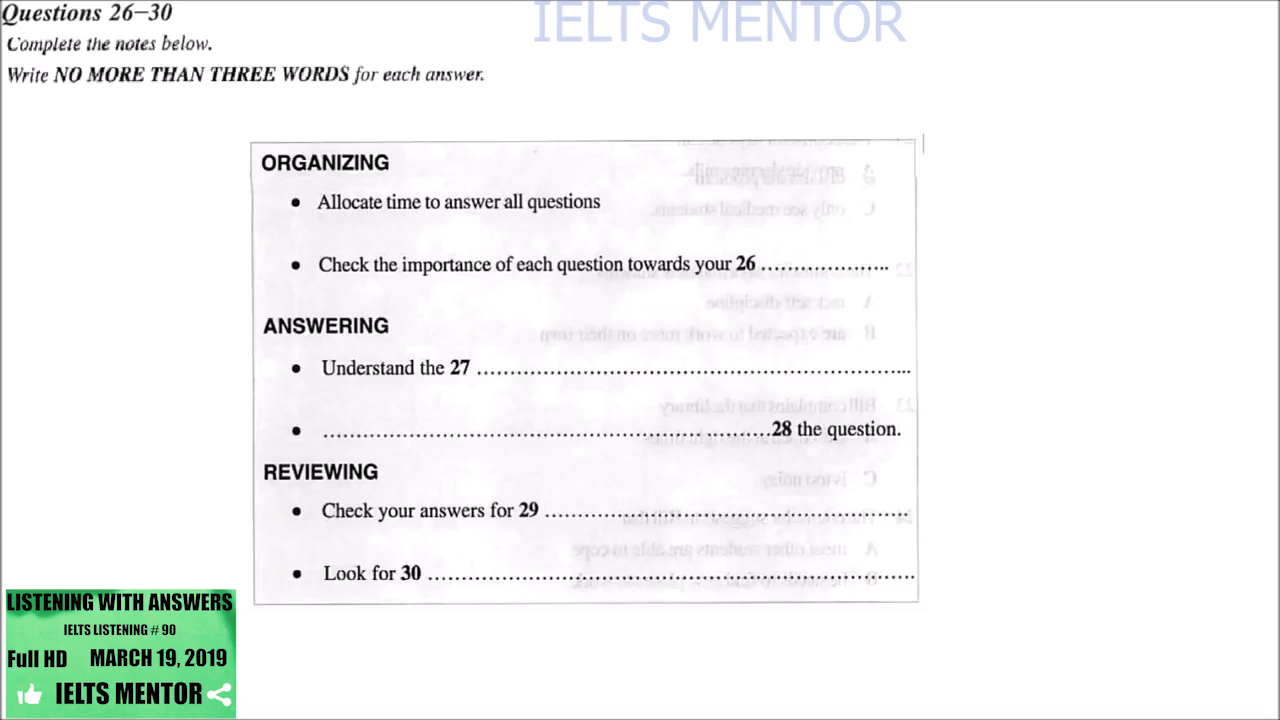 Questions 26–30
IELTS MENTOR
Complete the notes below.
Write NO MORE THAN THREE WORDS for each answer.
ORGANIZING
• Allocate time to answer all questions
• Check the importance of each question towards your 26 ...................
ANSWERING
• Understand the 27 ..................................................................
• ....................................................................28 the question.
REVIEWING
• Check your answers for 29 ........................................................
• Look for 30 ..........................................................................
LISTENING WITH ANSWERS
IELTS LISTENING # 90
Full HD MARCH 19, 2019
IELTS MENTOR